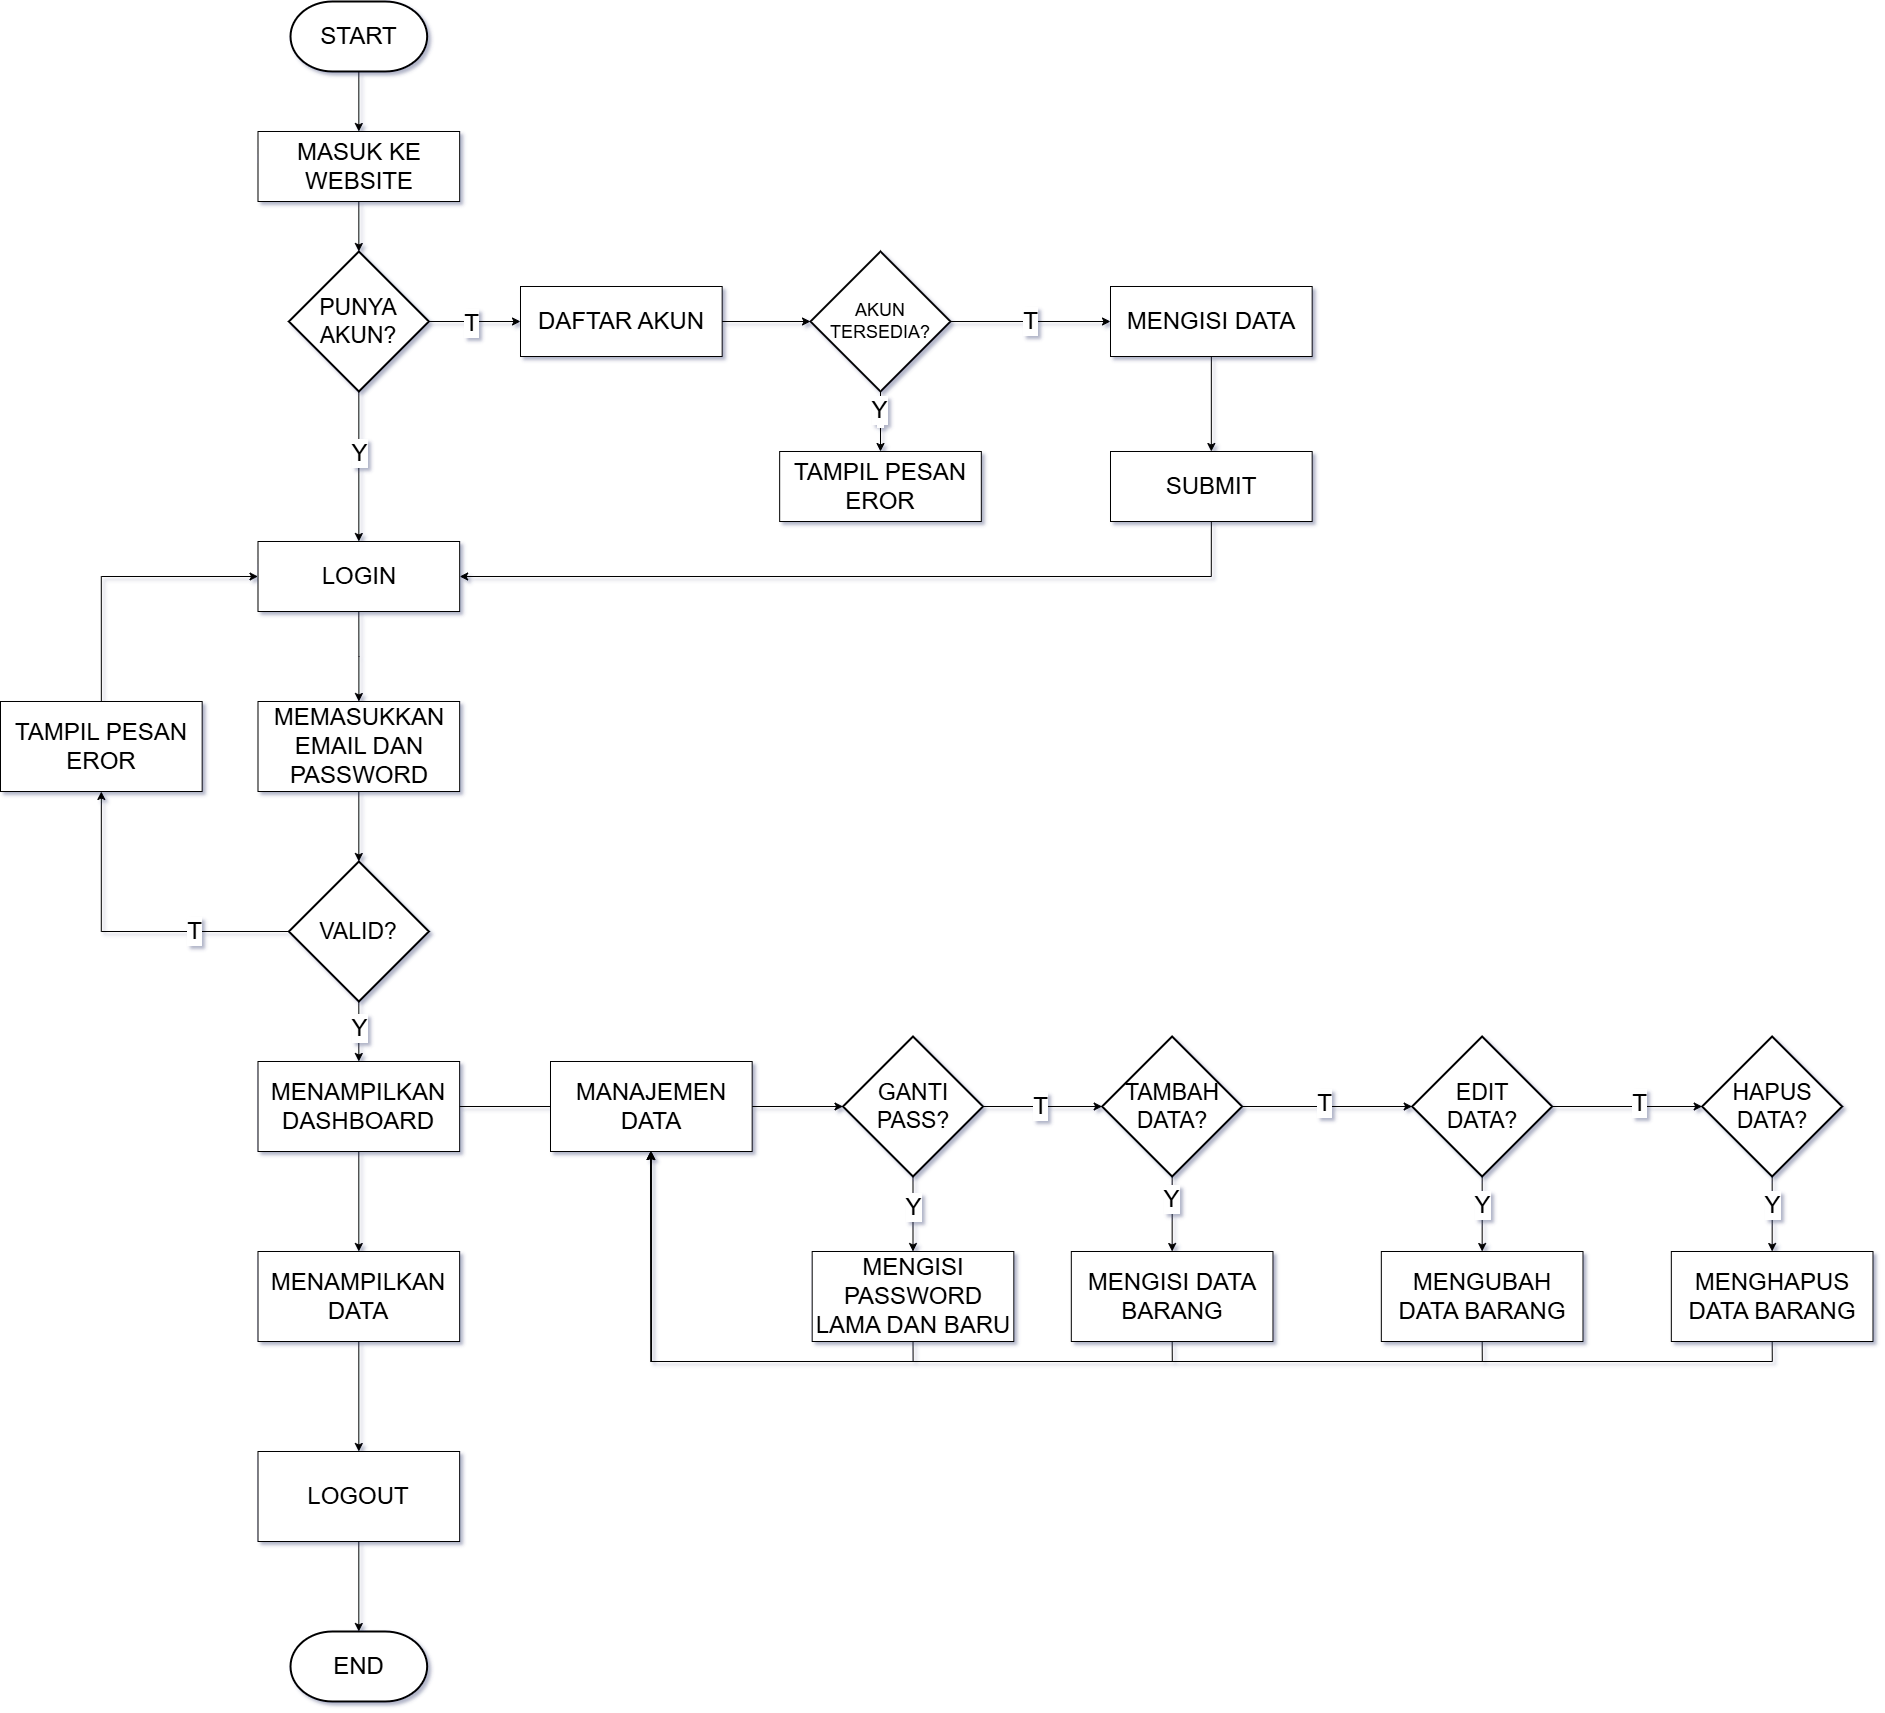 START
MASUK KE
WEBSITE
PUNYA
AKUN?
T
DAFTAR AKUN
AKUN
TERSEDIA?
T
MENGISI DATA
Y
Y
TAMPIL PESAN
EROR
SUBMIT
LOGIN
TAMPIL PESAN
EROR
MEMASUKKAN
EMAIL DAN
PASSWORD
T
VALID?
Y
MENAMPILKAN
DASHBOARD
MANAJEMEN
DATA
GANTI
PASS?
T
TAMBAH
DATA?
T
EDIT
DATA?
T
HAPUS
DATA?
Y
Y
Y
Y
MENAMPILKAN
DATA
MENGISI
PASSWORD
LAMA DAN BARU
MENGISI DATA
BARANG
MENGUBAH
DATA BARANG
MENGHAPUS
DATA BARANG
LOGOUT
END